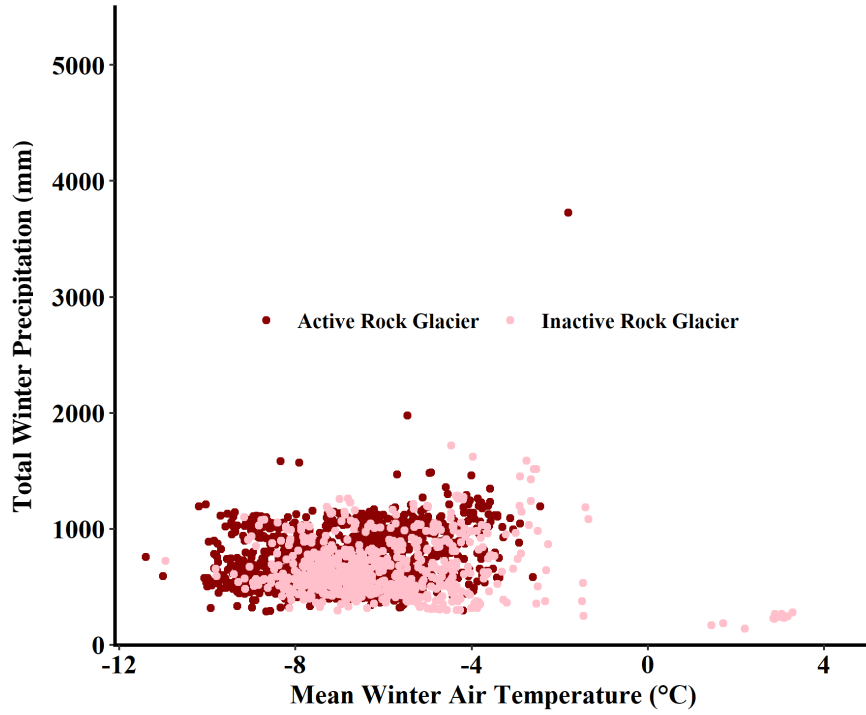 Total Winter Precipitation (mm)
5000
4000
3000
2000
1000
0
Active Rock Glacier Inactive Rock Glacier
-12 -8 -4 0 4
Mean Winter Air Temperature (°C)